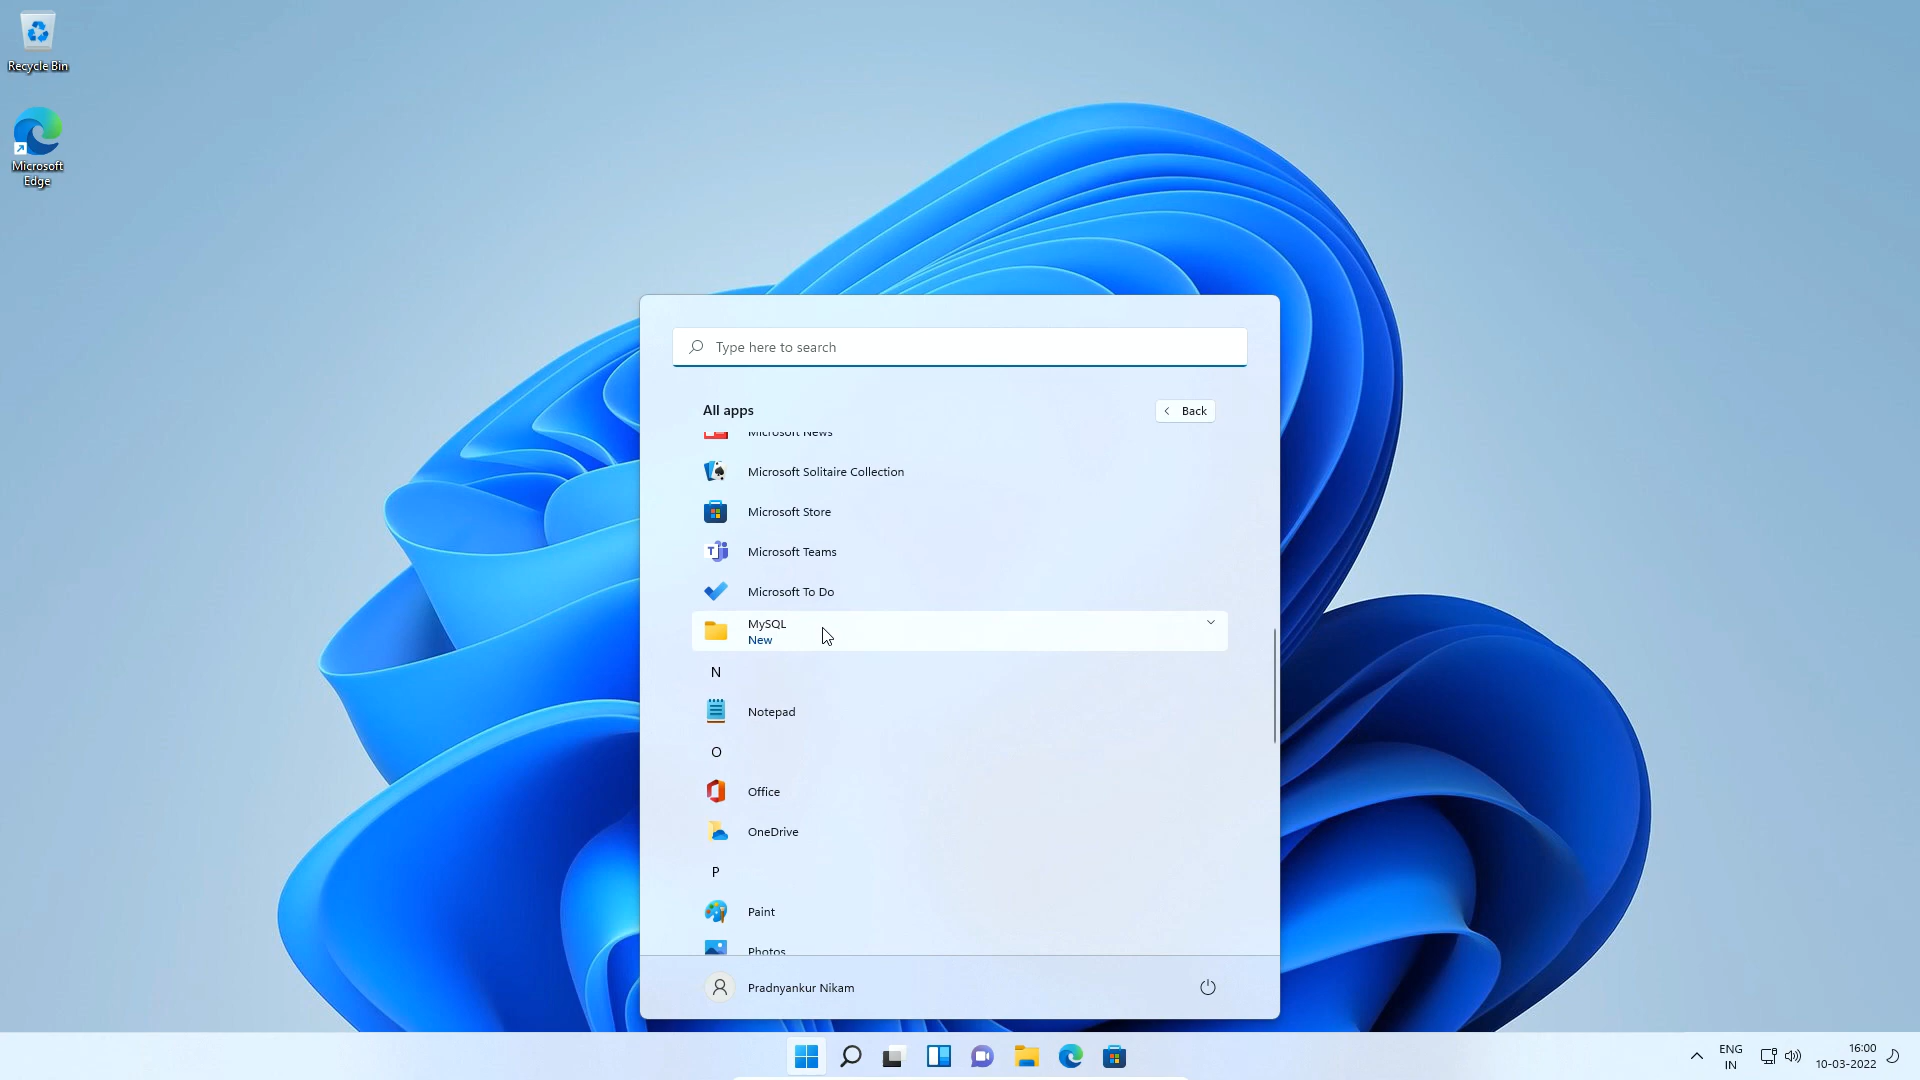 Recycle Bin
Microsoft
Edge
Type here to search
All apps
Back
Microsoft News
Microsoft Solitaire Collection
Microsoft Store
Microsoft Teams
Microsoft To Do
MySQL
New
N
Notepad
O
Office
OneDrive
P
Paint
Photos
Pradnyankur Nikam
ENG
IN
16:00
10-03-2022